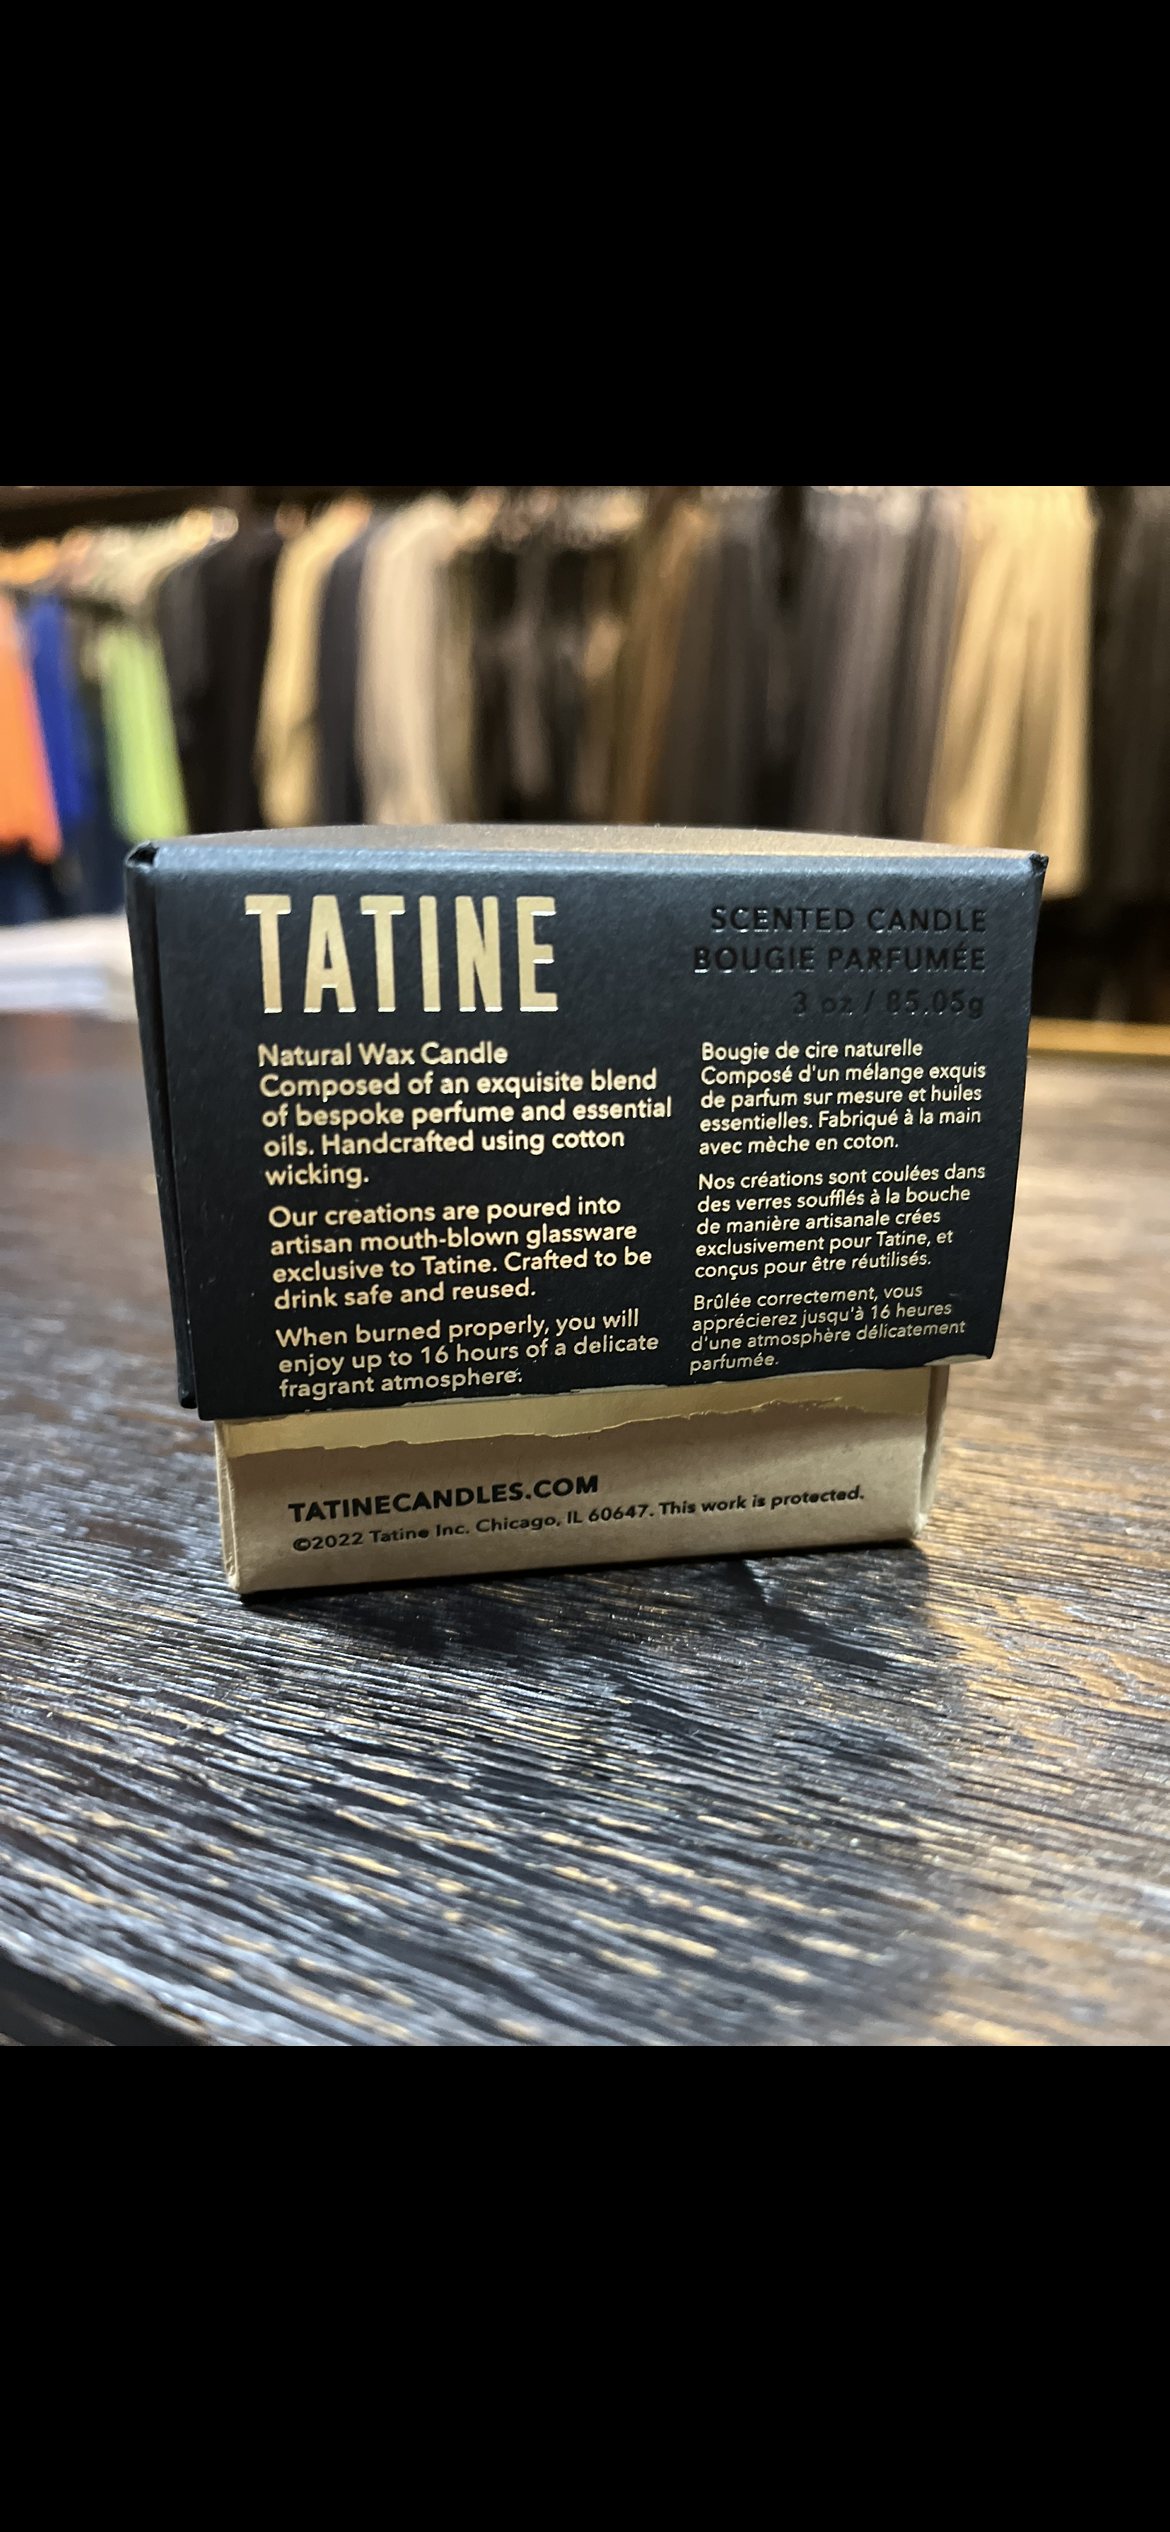 TATINE
SCENTED CANDLE
BOUGIE PARFUMÉE
3 oz / 85.05g
Natural Wax Candle
Composed of an exquisite blend
of bespoke perfume and essential
oils. Handcrafted using cotton
wicking.
Our creations are poured into
artisan mouth-blown glassware
exclusive to Tatine. Crafted to be
drink safe and reused.
When burned properly, you will
enjoy up to 16 hours of a delicate
fragrant atmosphere.
Bougie de cire naturelle
Composé d'un mélange exquis
de parfum sur mesure et huiles
essentielles. Fabriqué à la main
avec mèche en coton.
Nos créations sont coulées dans
des verres soufflés à la bouche
de manière artisanale crées
exclusivement pour Tatine, et
conçus pour être réutilisés.
Brûlée correctement, vous
apprécierez jusqu'à 16 heures
d'une atmosphère délicatement
parfumée.
TATINECANDLES.COM
©2022 Tatine Inc. Chicago, IL 60647. This work is protected.